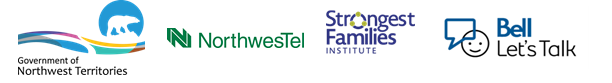 Government of
Northwest Territories
NorthwesTel
Strongest
Families
INSTITUTE
Bell
Let's Talk